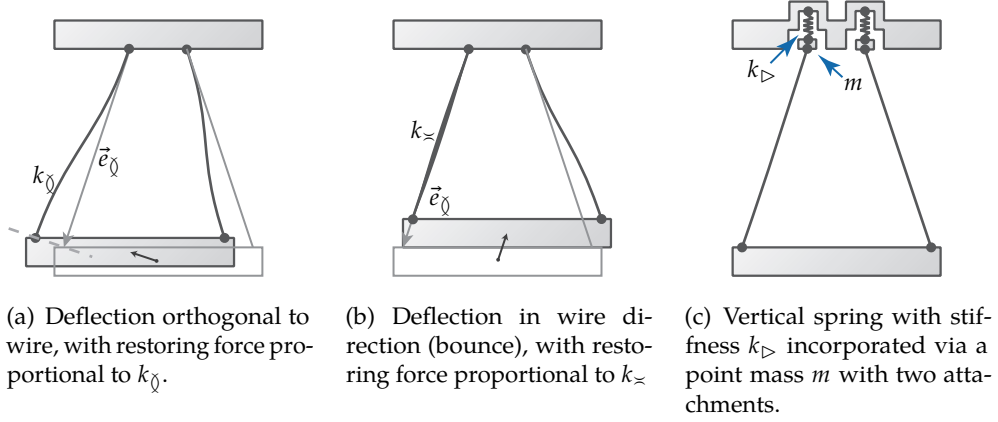 k≬
e⃗≬
k≍
e⃗≬
k▷
m
(a) Deflection orthogonal to
wire, with restoring force pro-
portional to k≬.
(b) Deflection in wire di-
rection (bounce), with resto-
ring force proportional to k≍
(c) Vertical spring with stif-
fness k▷ incorporated via a
point mass m with two atta-
chments.